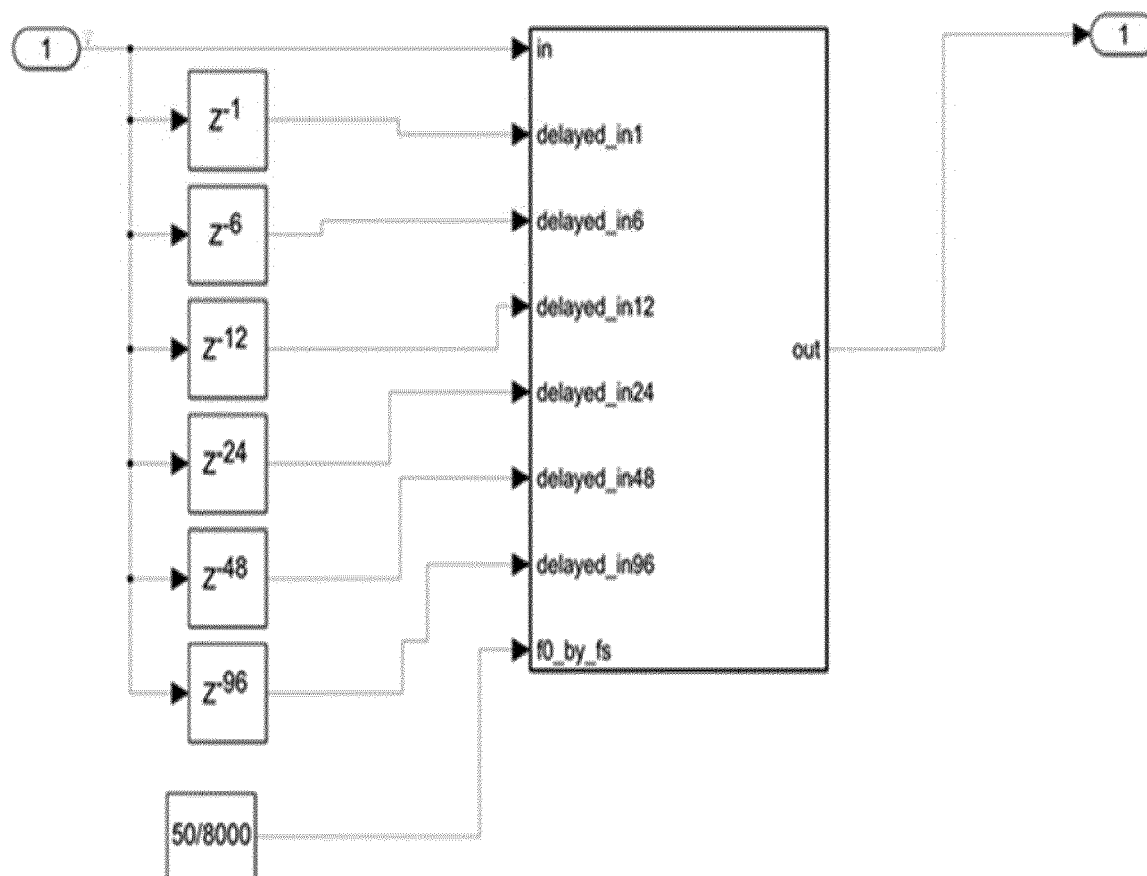 1
in
1
z-1
delayed_in1
z-6
delayed_in6
z-12
delayed_in12
out
z-24
delayed_in24
z-48
delayed_in48
z-96
delayed_in96
f0_by_fs
50/8000